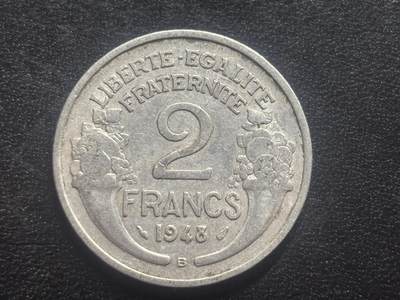 LIBERTE·EGALITE
FRATERNITE
2
FRANCS
1948
B